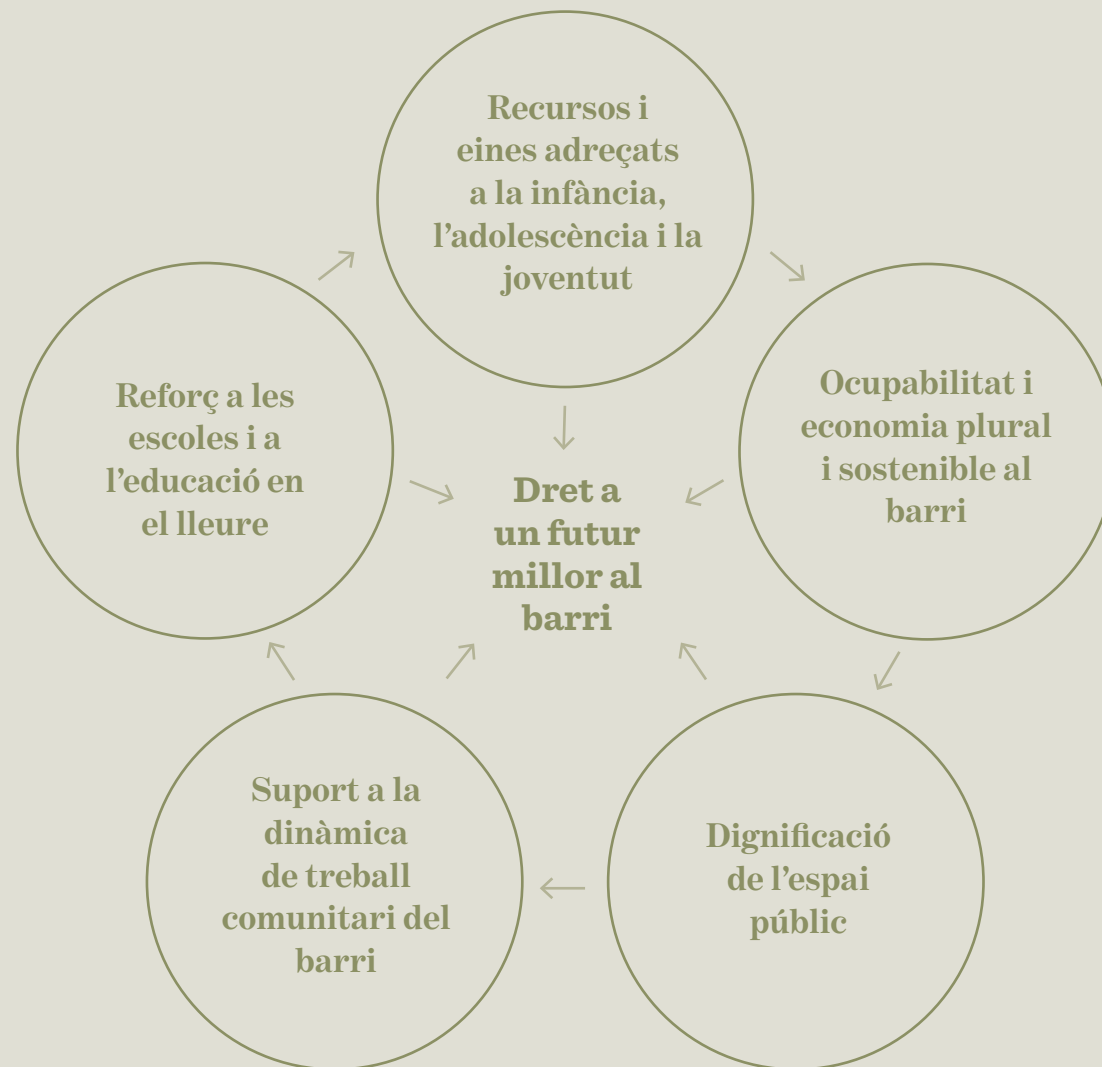 Recursos i
eines adreçats
a la infància,
l’adolescència i la
joventut
Reforç a les
escoles i a
l’educació en
el lleure
Ocupabilitat i
economia plural
i sostenible al
barri
Dret a
un futur
millor al
barri
Suport a la
dinàmica
de treball
comunitari del
barri
Dignificació
de l’espai
públic